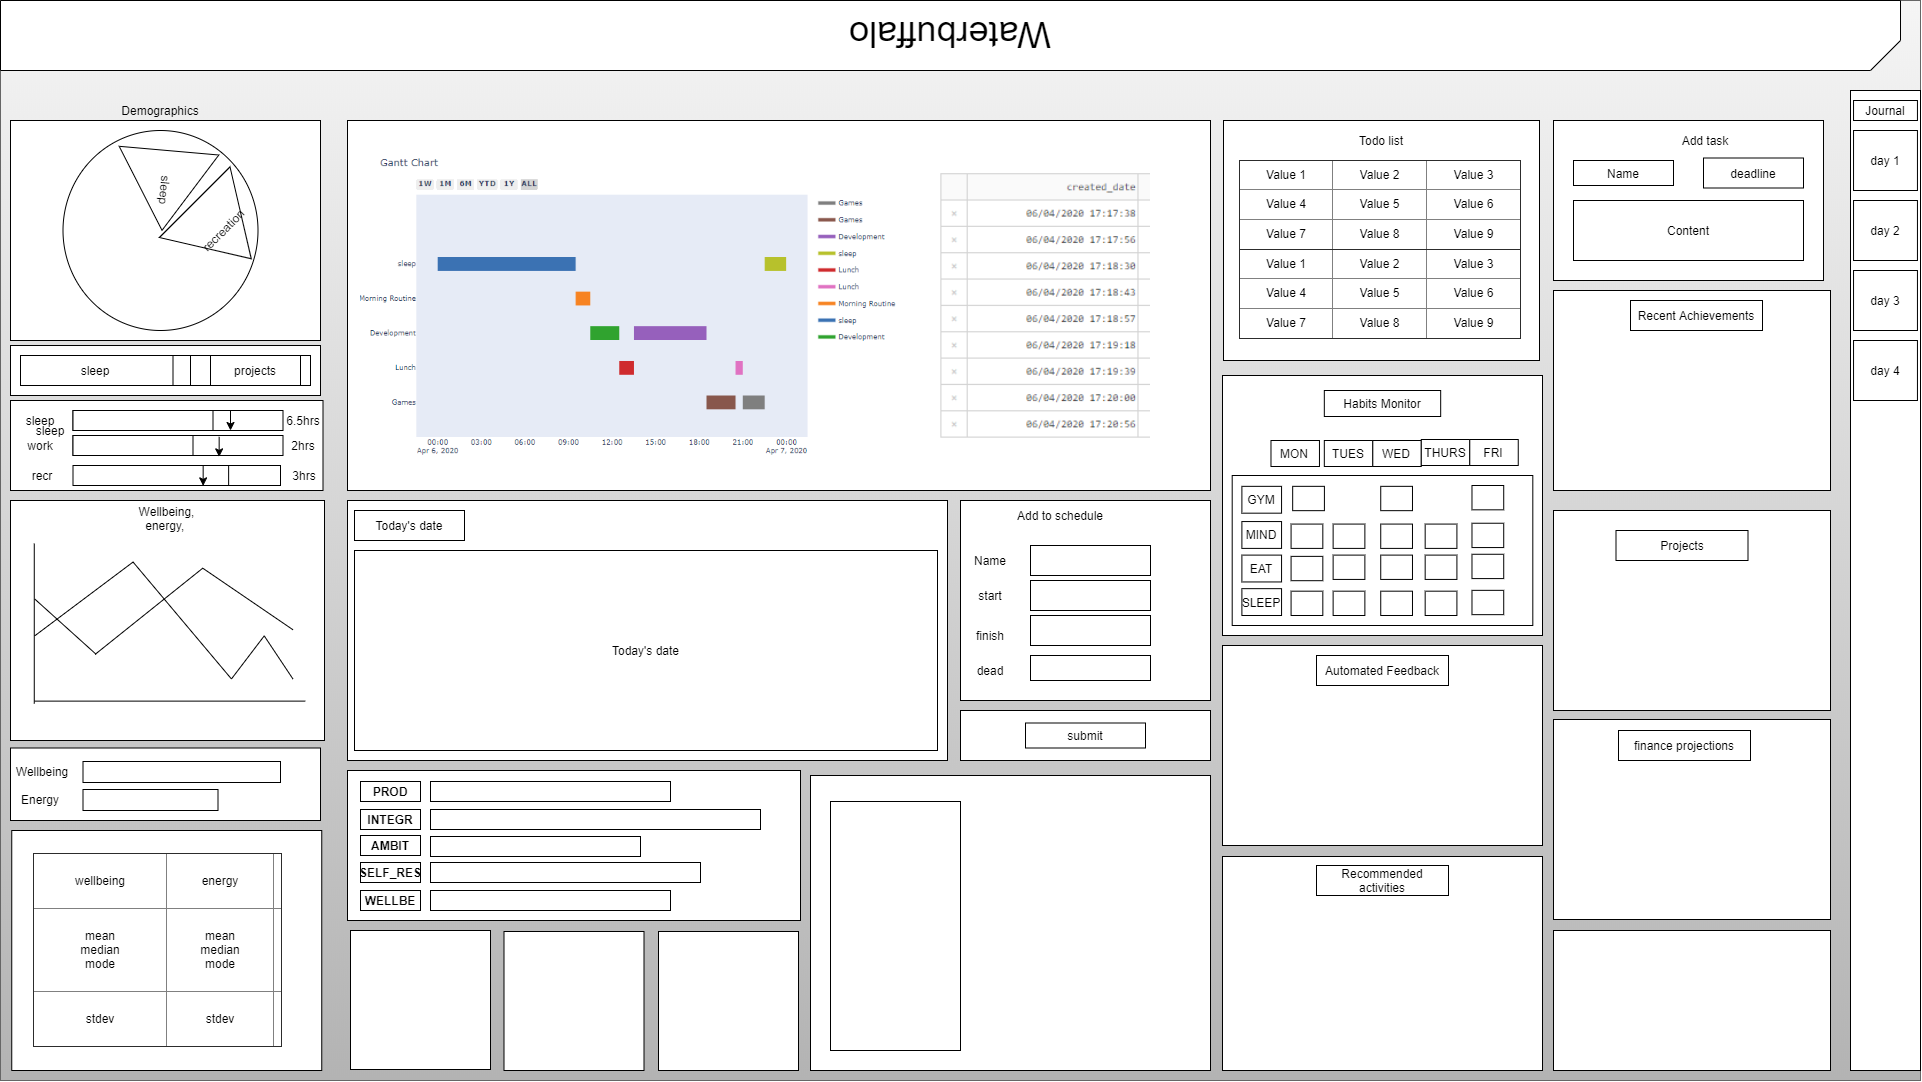 Waterbuffalo
Demographics
sleep
recreation
sleep
projects
sleep
sleep
6.5hrs
work
2hrs
recr
3hrs
Wellbeing,
energy,
Wellbeing
Energy
wellbeing energy
mean mean
median median
mode mode
stdev stdev
Gantt Chart
1W 1M 6M YTD 1Y ALL
sleep
Morning Routine
Development
Lunch
Games
00:00 03:00 06:00 09:00 12:00 15:00 18:00 21:00 00:00
Apr 6, 2020 Apr 7, 2020
Games
Games
Development
sleep
Lunch
Lunch
Morning Routine
sleep
Development
created_date
× 06/04/2020 17:17:38
× 06/04/2020 17:17:56
× 06/04/2020 17:18:30
× 06/04/2020 17:18:43
× 06/04/2020 17:18:57
× 06/04/2020 17:19:18
× 06/04/2020 17:19:39
× 06/04/2020 17:20:00
× 06/04/2020 17:20:56
Today's date
Today's date
Add to schedule
Name
start
finish
dead
submit
PROD
INTEGR
AMBIT
SELF_RES
WELLBE
Todo list
Value 1 Value 2 Value 3
Value 4 Value 5 Value 6
Value 7 Value 8 Value 9
Value 1 Value 2 Value 3
Value 4 Value 5 Value 6
Value 7 Value 8 Value 9
Habits Monitor
MON TUES WED THURS FRI
GYM
MIND
EAT
SLEEP
Automated Feedback
Recommended
activities
Add task
Name deadline
Content
Recent Achievements
Projects
finance projections
Journal
day 1
day 2
day 3
day 4